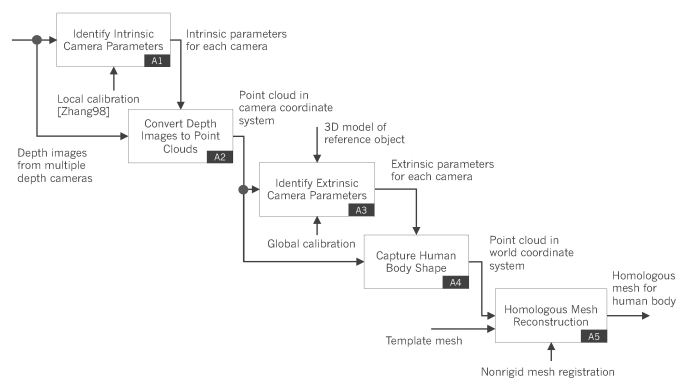 Identify Intrinsic
Camera Parameters
A1
Intrinsic parameters
for each camera
Local calibration
[Zhang98]
Depth images
from multiple
depth cameras
Convert Depth
Images to Point
Clouds
A2
Point cloud in
camera coordinate
system
3D model of
reference object
Identify Extrinsic
Camera Parameters
A3
Extrinsic parameters
for each camera
Global calibration
Capture Human
Body Shape
A4
Point cloud in
world coordinate
system
Homologous Mesh
Reconstruction
A5
Homologous
mesh for
human body
Template mesh
Nonrigid mesh registration